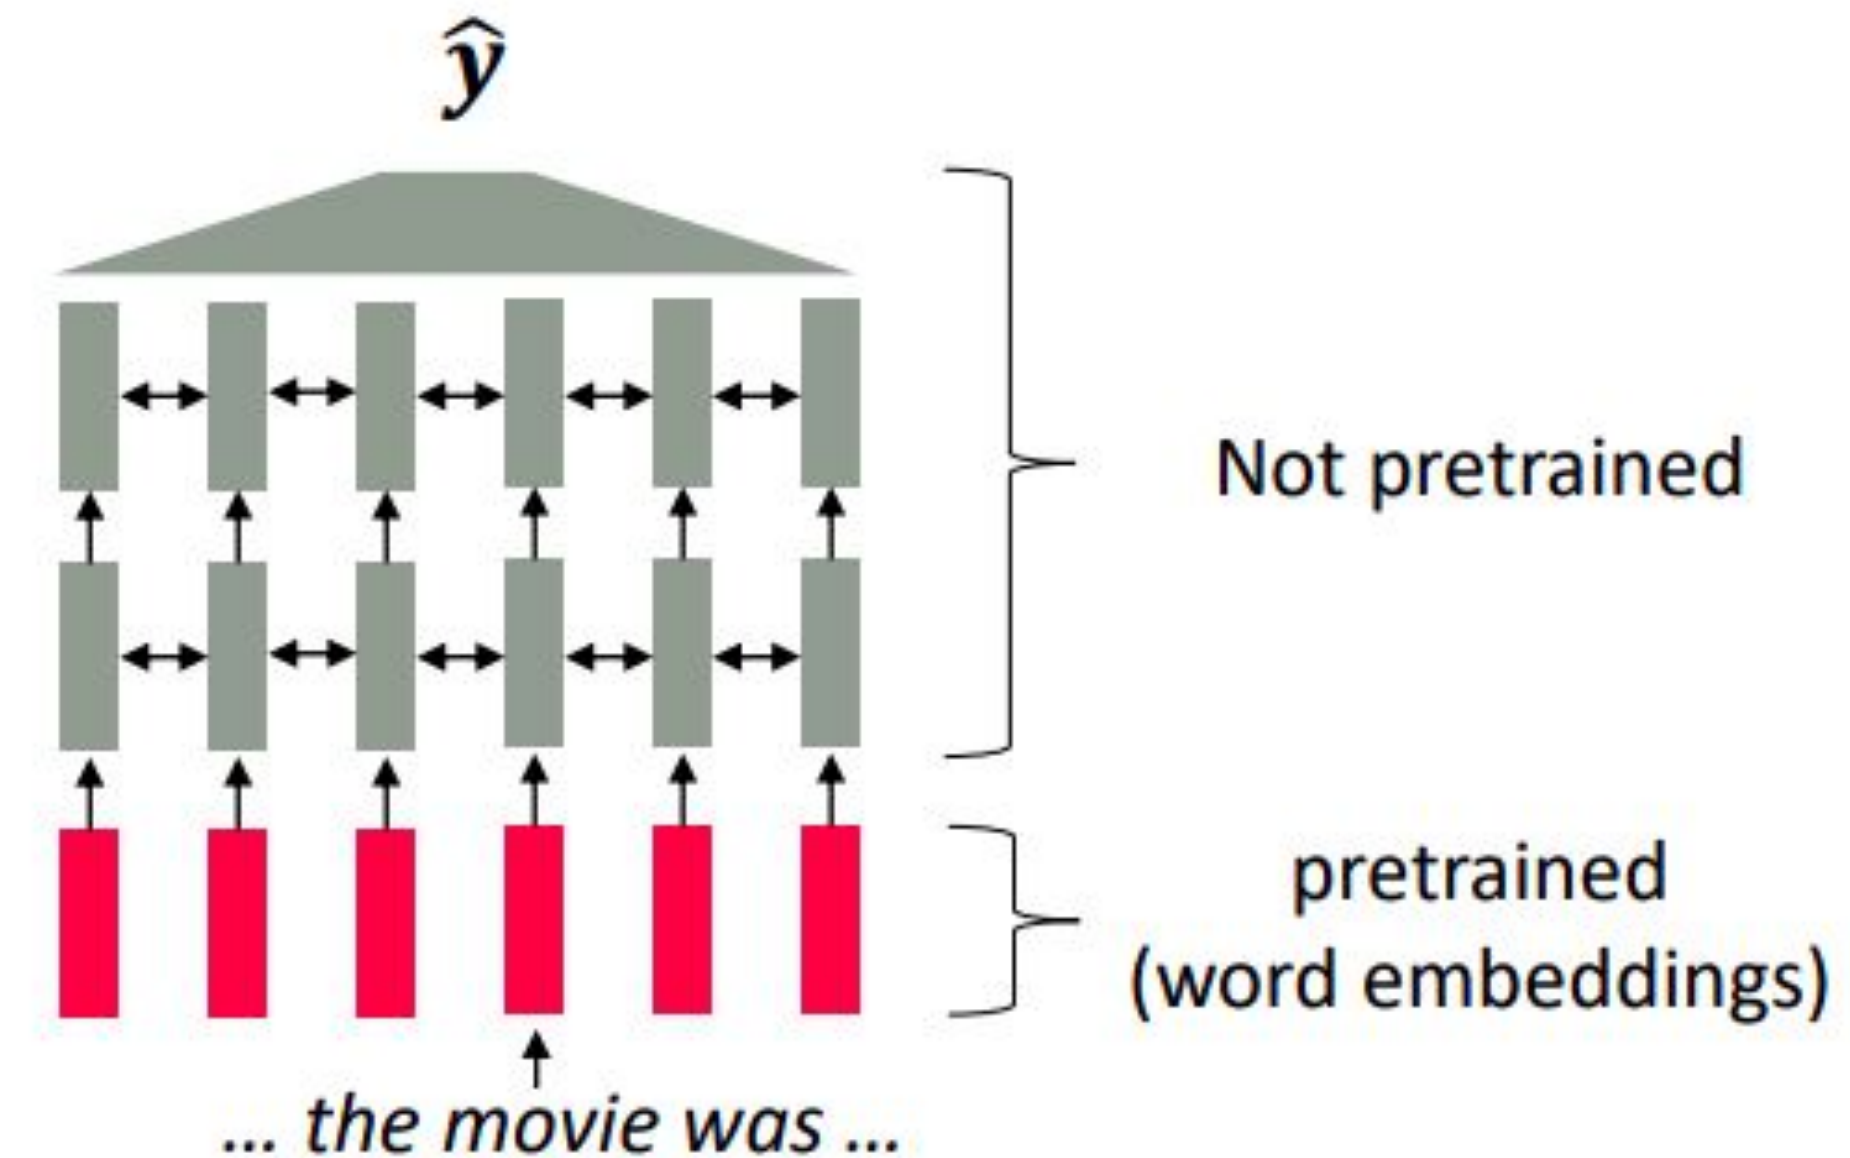 ŷ
Not pretrained
pretrained
(word embeddings)
... the movie was ...